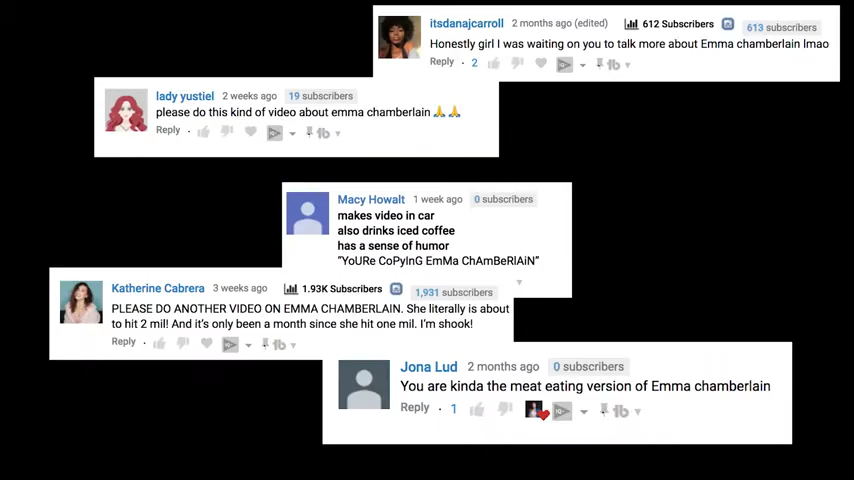 itsdanajcarroll 2 months ago (edited) 612 Subscribers 613 subscribers
Honestly girl I was waiting on you to talk more about Emma chamberlain lmao
Reply · 2
lady yustiel 2 weeks ago 19 subscribers
please do this kind of video about emma chamberlain 🙏🙏
Reply ·
Macy Howalt 1 week ago 0 subscribers
makes video in car
also drinks iced coffee
has a sense of humor
“YoURe CoPyInG EmMa ChAmBeRlAiN”
Katherine Cabrera 3 weeks ago 1.93K Subscribers 1,931 subscribers
PLEASE DO ANOTHER VIDEO ON EMMA CHAMBERLAIN. She literally is about
to hit 2 mil! And it’s only been a month since she hit one mil. I’m shook!
Reply ·
Jona Lud 2 months ago 0 subscribers
You are kinda the meat eating version of Emma chamberlain
Reply · 1